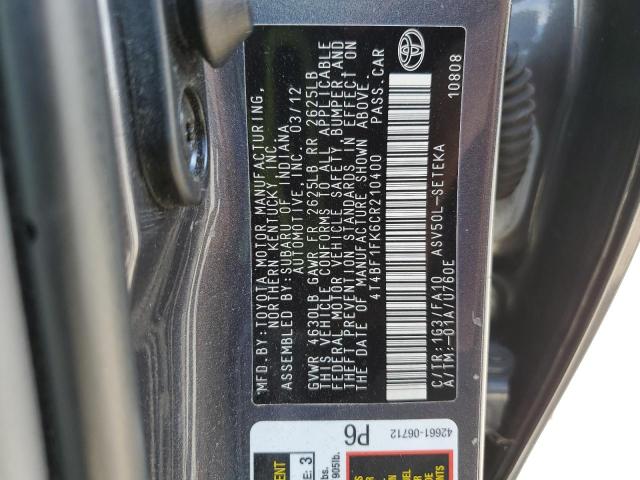 MFD. BY:TOYOTA MOTOR MANUFACTURING,
NORTHERN KENTUCKY,INC.
ASSEMBLED BY:SUBARU OF INDIANA
AUTOMOTIVE,INC. 03/12
GVWR 4630LB GAWR FR 2625LB RR 2625LB
THIS VEHICLE CONFORMS TO ALL APPLICABLE
FEDERAL MOTOR VEHICLE SAFETY, BUMPER,AND
THEFT PREVENTION STANDARDS IN EFFECT ON
THE DATE OF MANUFACTURE SHOWN ABOVE.
4T4BF1FK6CR210400 PASS.CAR
C/TR:1G3/FA10 ASV50L-SETEKA
A/TM:-01A/U760E
10808
P6
42661-06712
3
905lb.